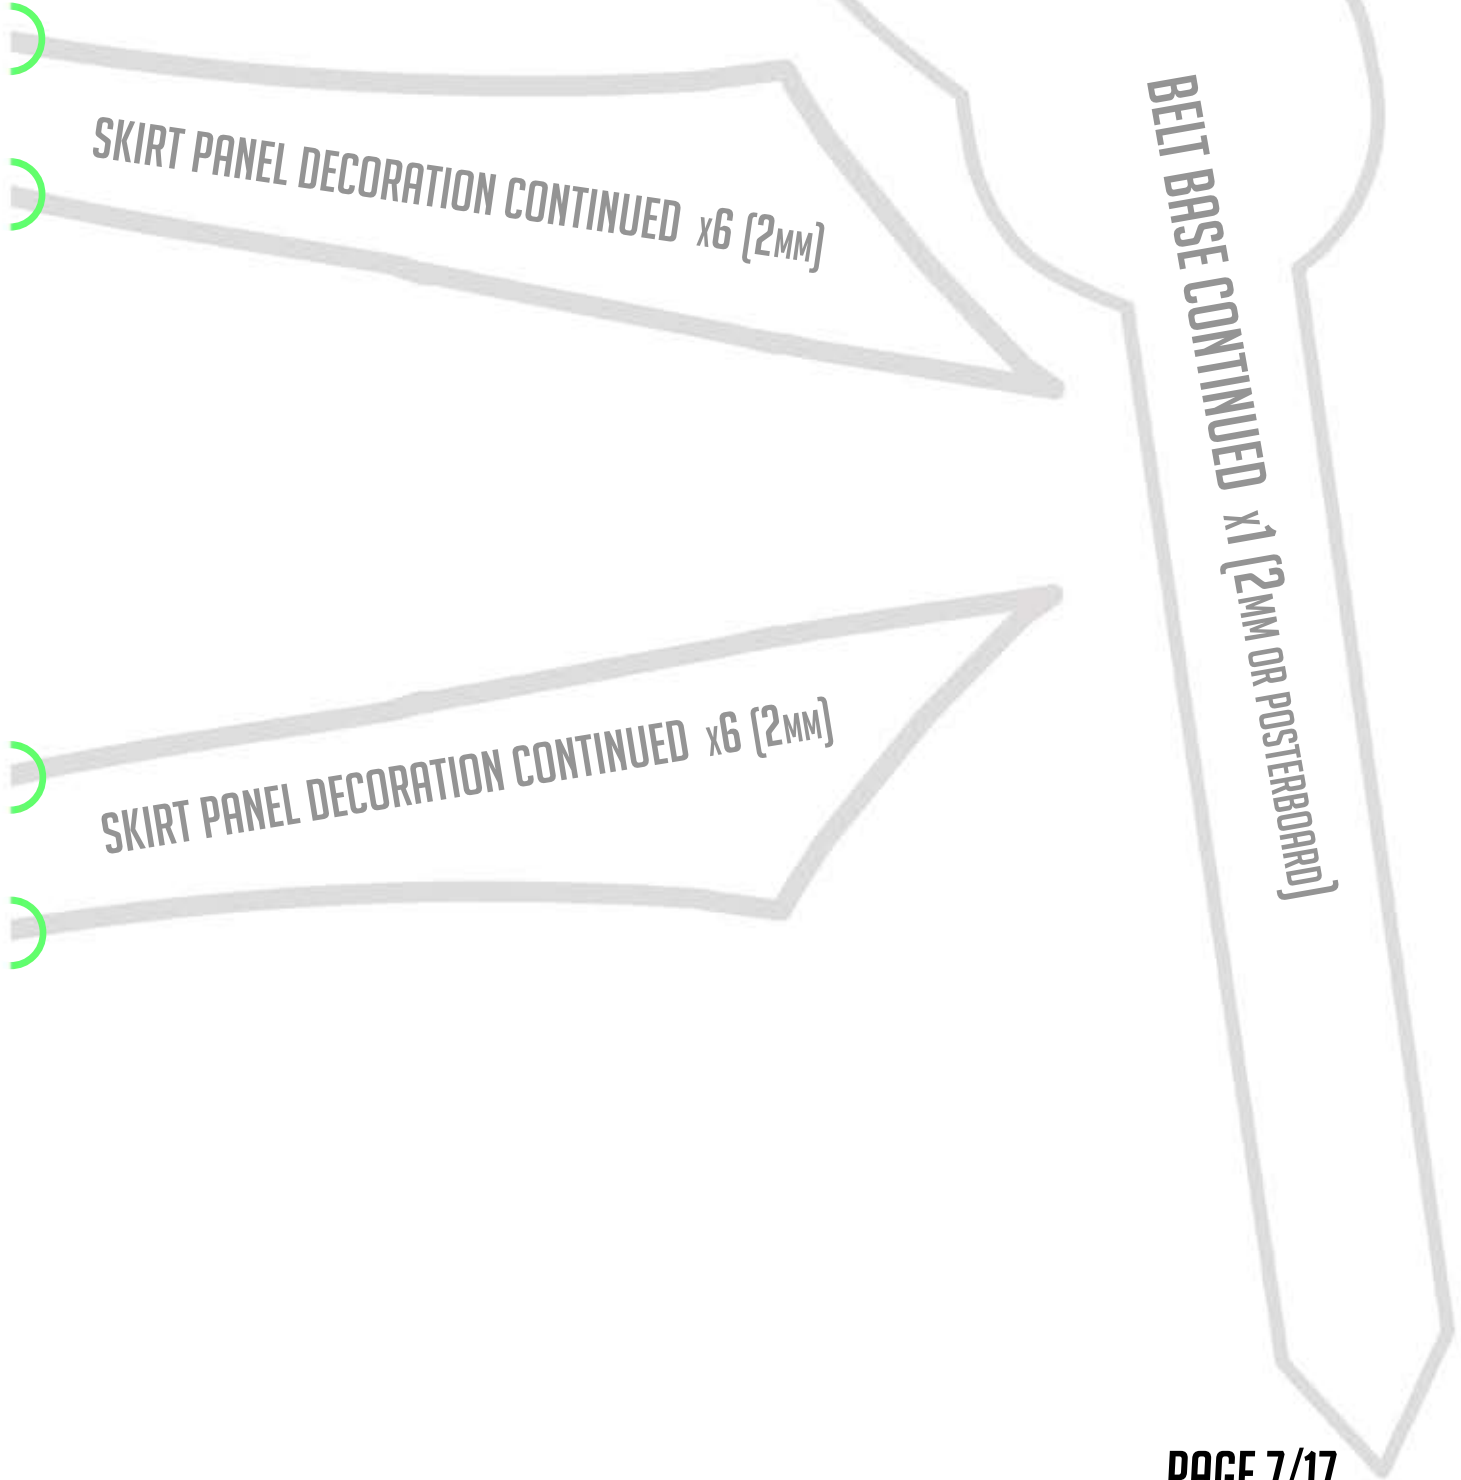 SKIRT PANEL DECORATION CONTINUED x6 (2MM)
BELT BASE CONTINUED x1 (2MM OR POSTERBOARD)
SKIRT PANEL DECORATION CONTINUED x6 (2MM)
PAGE 7/17